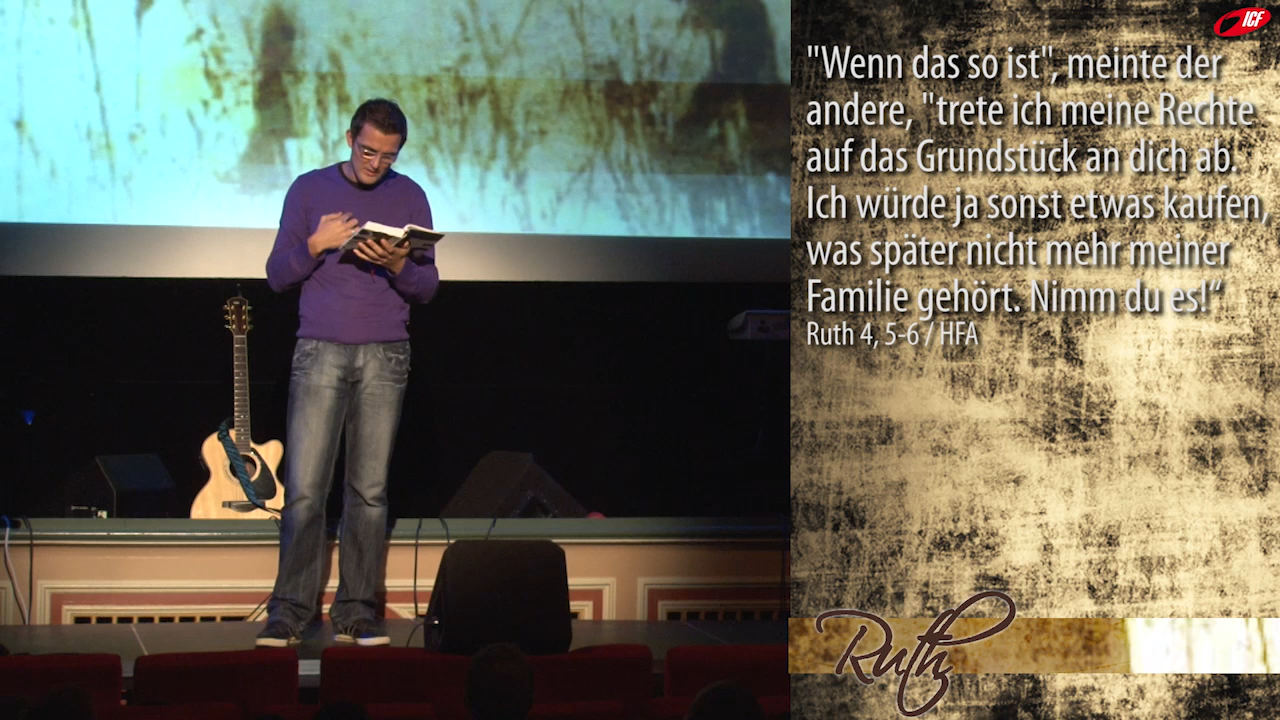 ICF
"Wenn das so ist", meinte der
andere, "trete ich meine Rechte
auf das Grundstück an dich ab.
Ich würde ja sonst etwas kaufen,
was später nicht mehr meiner
Familie gehört. Nimm du es!“
Ruth 4, 5-6 / HFA
Ruth